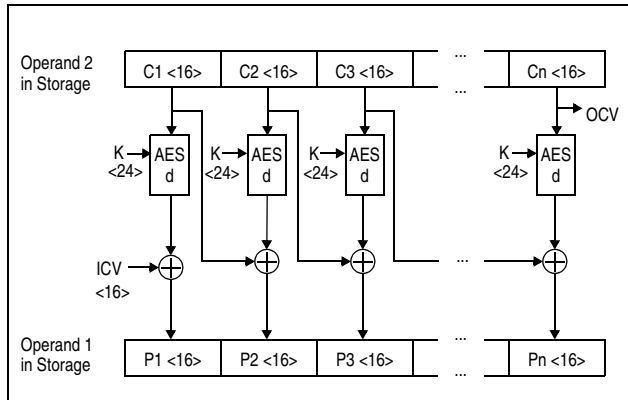 Operand 2
in Storage
C1 <16>
C2 <16>
C3 <16>
...
...
Cn <16>
OCV
K
<24>
AES
d
K
<24>
AES
d
K
<24>
AES
d
K
<24>
AES
d
ICV
<16>
...
Operand 1
in Storage
P1 <16>
P2 <16>
P3 <16>
...
...
Pn <16>